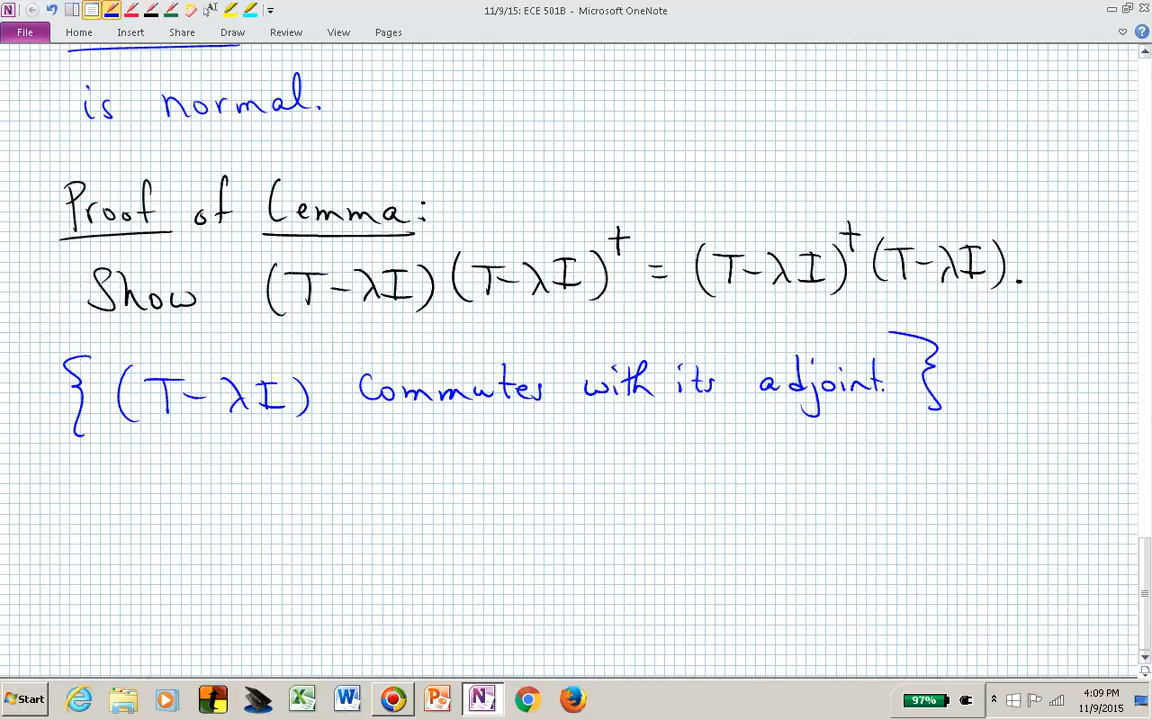 11/9/15: ECE 501B - Microsoft OneNote
File Home Insert Share Draw Review View Pages
is normal.
Proof of Lemma:
Show (T-λI)(T-λI)† = (T-λI)†(T-λI).
{(T-λI) commutes with its adjoint.}
Start
97%
4:09 PM
11/9/2015